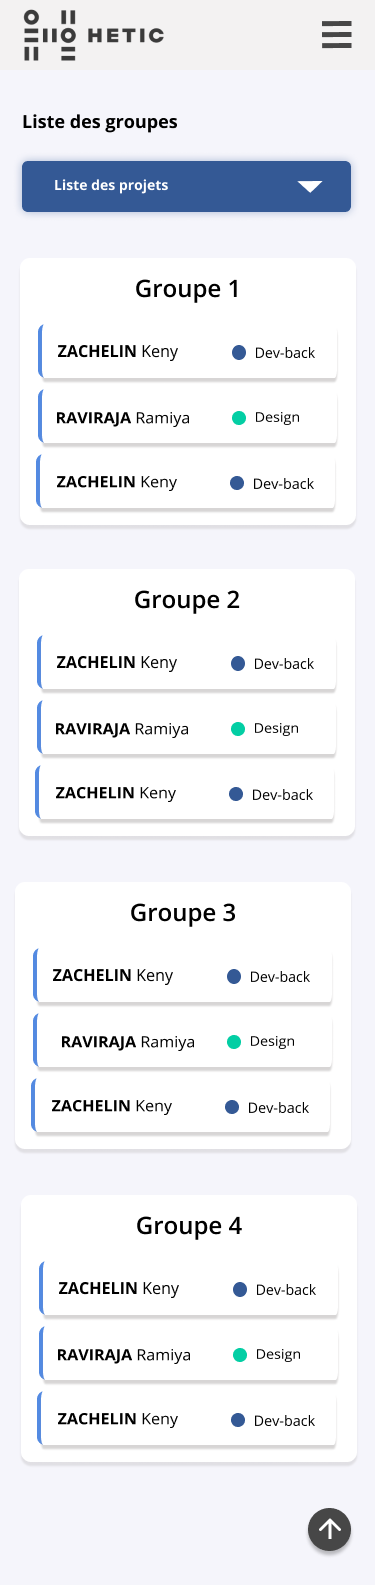 HETIC
Liste des groupes
Liste des projets
Groupe 1
ZACHELIN Keny Dev-back
RAVIRAJA Ramiya Design
ZACHELIN Keny Dev-back
Groupe 2
ZACHELIN Keny Dev-back
RAVIRAJA Ramiya Design
ZACHELIN Keny Dev-back
Groupe 3
ZACHELIN Keny Dev-back
RAVIRAJA Ramiya Design
ZACHELIN Keny Dev-back
Groupe 4
ZACHELIN Keny Dev-back
RAVIRAJA Ramiya Design
ZACHELIN Keny Dev-back